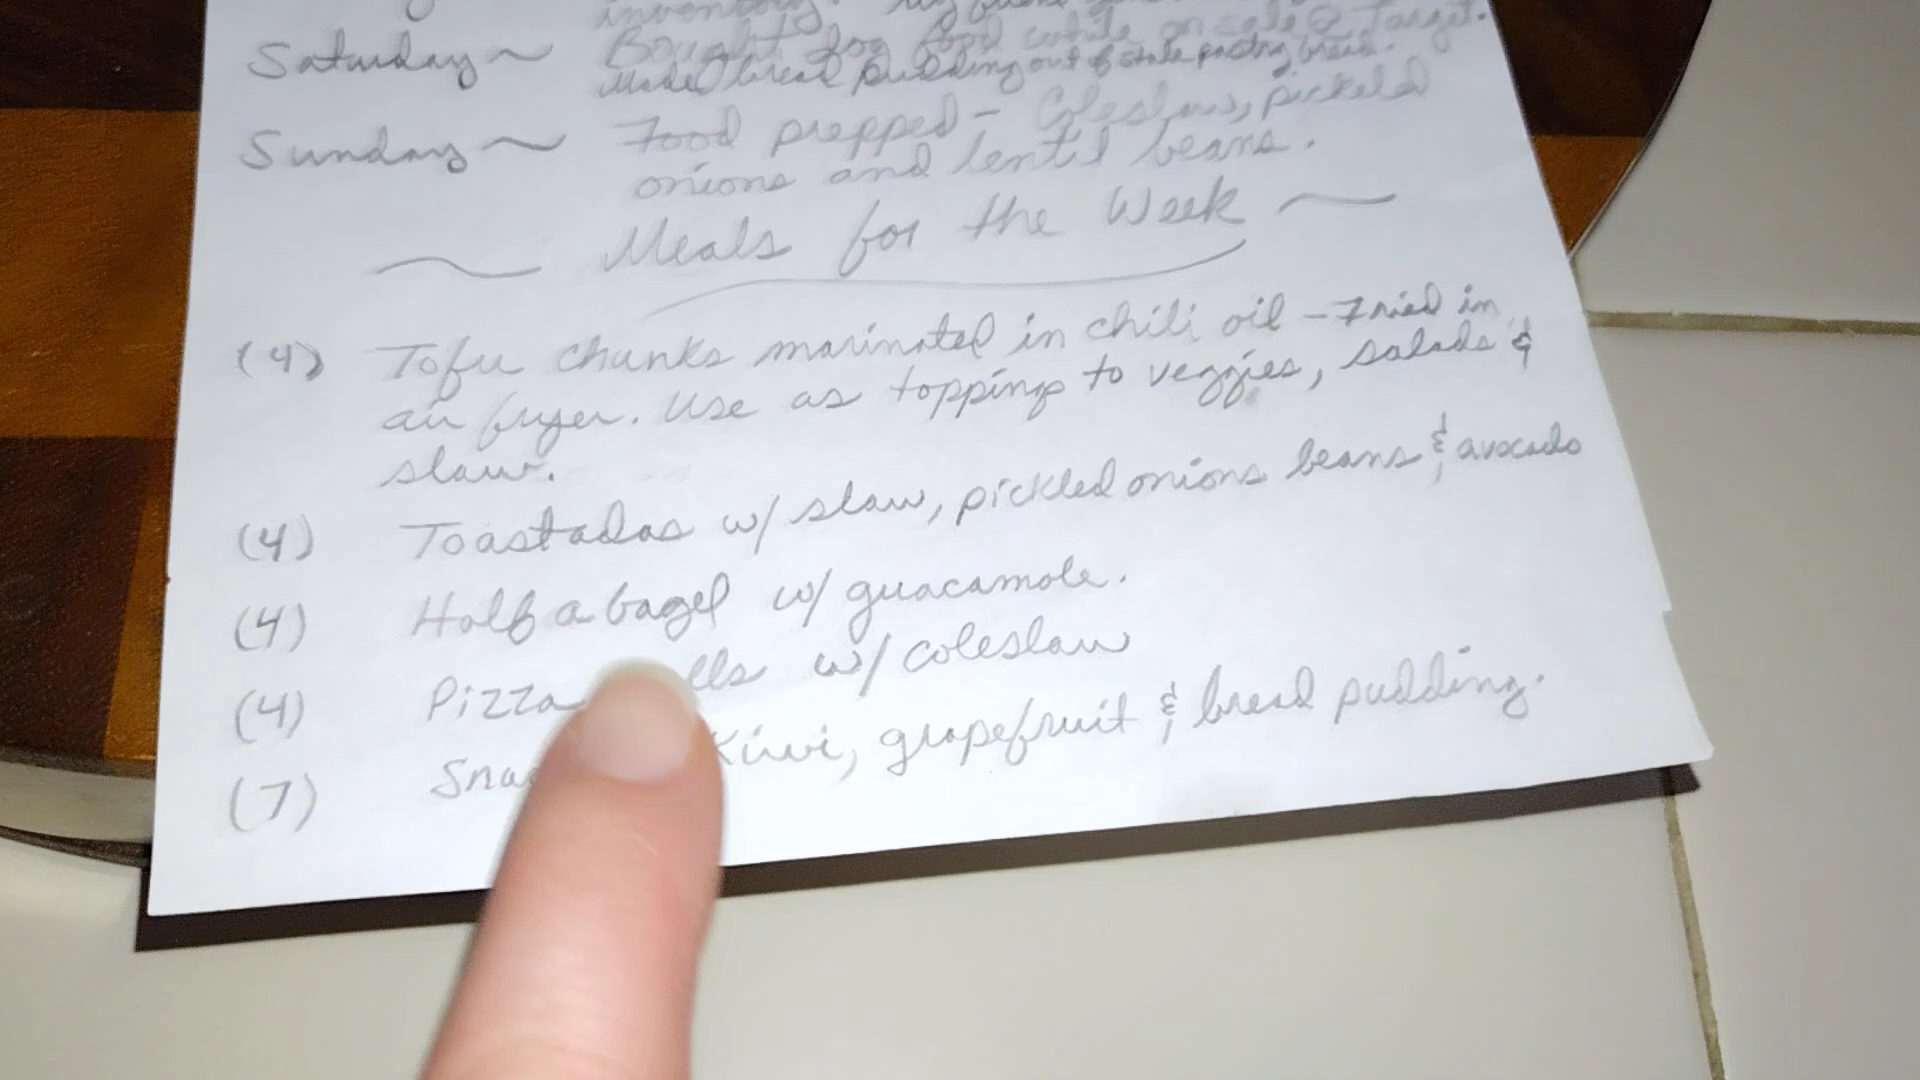 Saturday ~ Bought dog food while on sale @ Target.
Made bread pudding out of stale pastry bread.
Sunday ~ Food prepped - Coleslaw, pickeled
onions and lentil beans.
~ Meals for the Week ~
(4) Tofu chunks marinated in chili oil - Fried in
air fryer. Use as topping to veggies, salads &
slaw.
(4) Toastadas w/ slaw, pickled onions beans & avocado
(4) Half a bagel w/ guacamole.
(4) Pizza w/ coleslaw
(7) Kiwi, grapefruit & bread pudding.